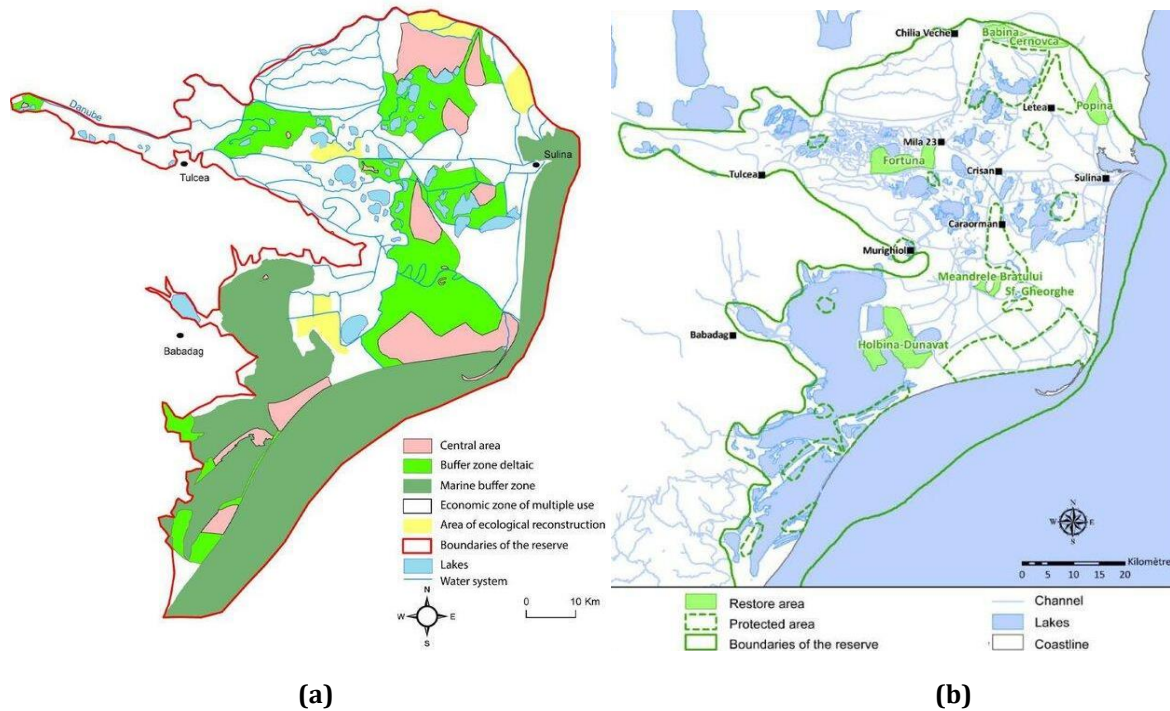 Danube
Tulcea
Sulina
Babadag
Central area
Buffer zone deltaic
Marine buffer zone
Economic zone of multiple use
Area of ecological reconstruction
Boundaries of the reserve
Lakes
Water system
N
W E
S
0 10 Km
(a)
Chilia Veche
Babina
Cernovca
Popina
Letea
Mila 23
Fortuna
Crisan
Tulcea
Sulina
Caraorman
Murighiol
Meandrele Bratului
Sf. Gheorghe
Babadag
Holbina-Dunavat
N
W E
S
Kilomètre
0 5 10 15 20
Restore area
Protected area
Boundaries of the reserve
Channel
Lakes
Coastline
(b)